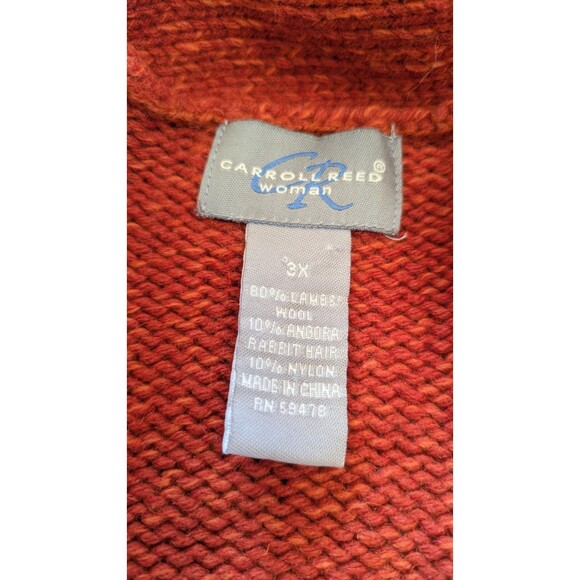 CARROLL REED®
woman
CR
3X
80% LAMBS'
WOOL
10% ANGORA
RABBIT HAIR
10% NYLON
MADE IN CHINA
RN 59478